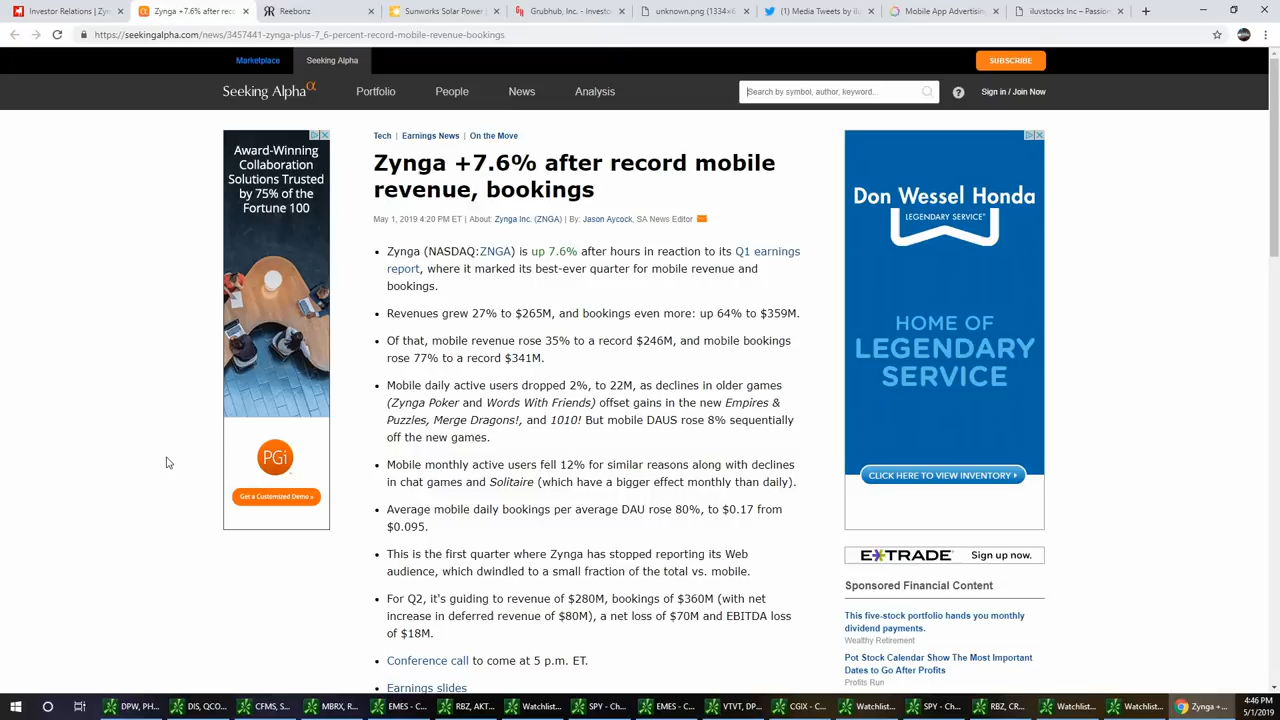 Investor Relations | Zyn
Zynga +7.6% after record
Reebonz
Sunworks Solar Power |
Grubhub, Inc. - Investo
unknown.png (1334×6
(1) Media Tweets by ilu
Mobile App Advertising
iluvstocks Inc – Passion
https://seekingalpha.com/news/3457441-zynga-plus-7_6-percent-record-mobile-revenue-bookings
Marketplace
Seeking Alpha
SUBSCRIBE
Seeking Alpha α
Portfolio
People
News
Analysis
Search by symbol, author, keyword...
?
Sign in / Join Now
Award-Winning
Collaboration
Solutions Trusted
by 75% of the
Fortune 100
PGi
Get a Customized Demo »
Tech | Earnings News | On the Move
Zynga +7.6% after record mobile
revenue, bookings
May 1, 2019 4:20 PM ET | About: Zynga Inc. (ZNGA) | By: Jason Aycock, SA News Editor
• Zynga (NASDAQ:ZNGA) is up 7.6% after hours in reaction to its Q1 earnings
report, where it marked its best-ever quarter for mobile revenue and
bookings.
• Revenues grew 27% to $265M, and bookings even more: up 64% to $359M.
• Of that, mobile revenue rose 35% to a record $246M, and mobile bookings
rose 77% to a record $341M.
• Mobile daily active users dropped 2%, to 22M, as declines in older games
(Zynga Poker and Words With Friends) offset gains in the new Empires &
Puzzles, Merge Dragons!, and 1010! But mobile DAUS rose 8% sequentially
off the new games.
• Mobile monthly active users fell 12% for similar reasons along with declines
in chat games and Solitaire (which have a bigger effect monthly than daily).
• Average mobile daily bookings per average DAU rose 80%, to $0.17 from
$0.095.
• This is the first quarter where Zynga has stopped reporting its Web
audience, which dwindled to a small fraction of the total vs. mobile.
• For Q2, it's guiding to revenue of $280M, bookings of $360M (with net
increase in deferred revenue of $80M), a net loss of $70M and EBITDA loss
of $18M.
• Conference call to come at 5 p.m. ET.
• Earnings slides
Don Wessel Honda
LEGENDARY SERVICE®
HOME OF
LEGENDARY
SERVICE
CLICK HERE TO VIEW INVENTORY
E*TRADE Sign up now.
Sponsored Financial Content
This five-stock portfolio hands you monthly
dividend payments.
Wealthy Retirement
Pot Stock Calendar Show The Most Important
Dates to Go After Profits
Profits Run
DPW, PH...
DIS, QCO...
CFMS, S...
MBRX, R...
EMES - C...
RBZ, AKT...
Watchlist...
SPY - Ch...
EMES - C...
VTVT, DP...
CGIX - C...
Watchlist...
SPY - Ch...
RBZ, CR...
Watchlist...
Watchlist...
Zynga +...
4:46 PM
5/1/2019